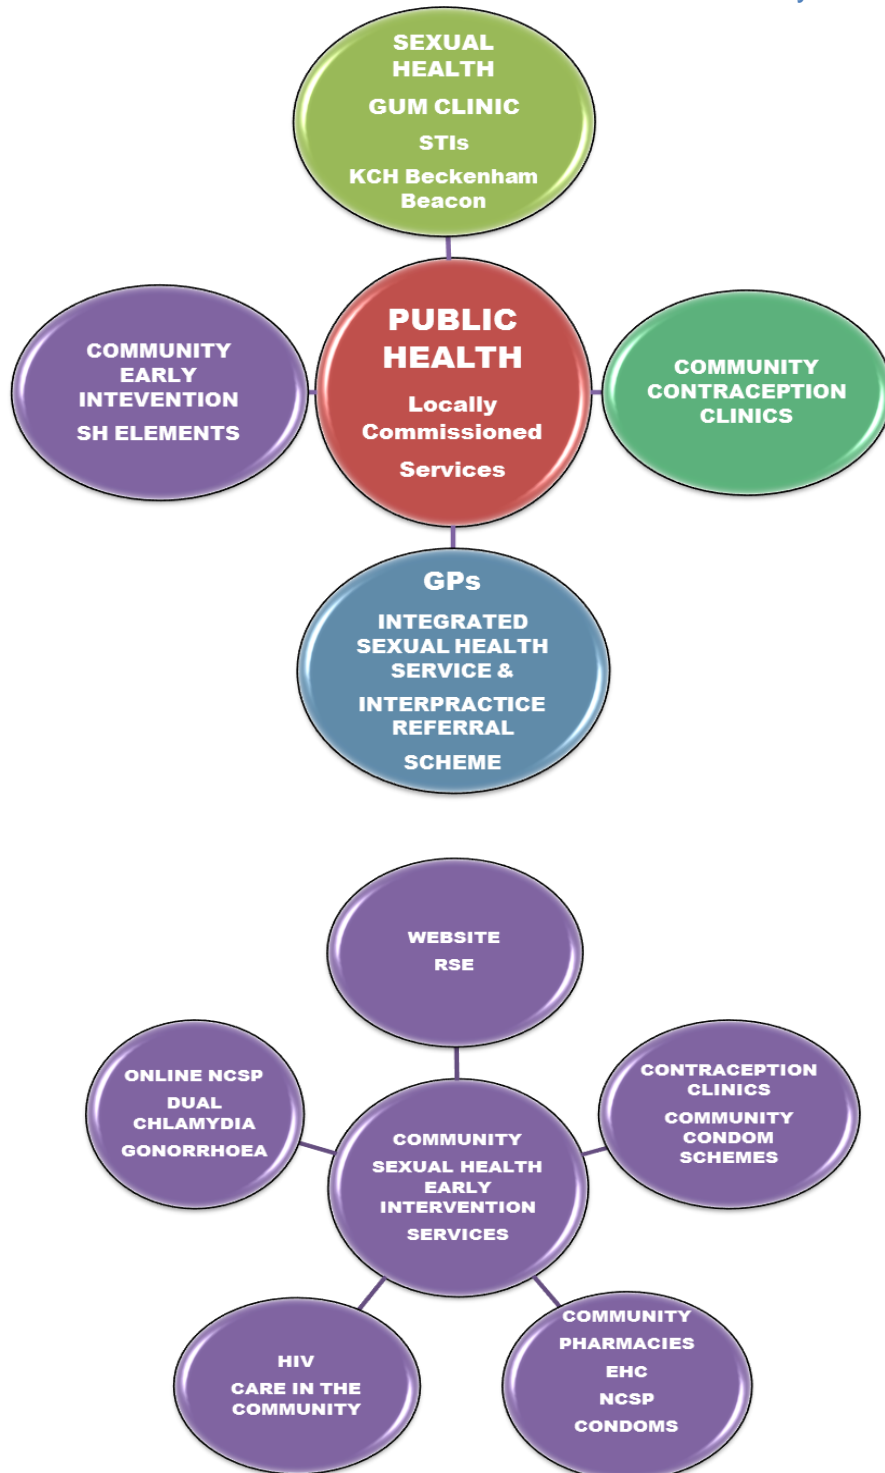 SEXUAL
HEALTH
GUM CLINIC
STIs
KCH Beckenham
Beacon
PUBLIC
HEALTH
Locally
Commissioned
Services
COMMUNITY
EARLY
INTEVENTION
SH ELEMENTS
COMMUNITY
CONTRACEPTION
CLINICS
GPs
INTEGRATED
SEXUAL HEALTH
SERVICE &
INTERPRACTICE
REFERRAL
SCHEME
WEBSITE
RSE
ONLINE NCSP
DUAL
CHLAMYDIA
GONORRHOEA
CONTRACEPTION
CLINICS
COMMUNITY
CONDOM
SCHEMES
COMMUNITY
SEXUAL HEALTH
EARLY
INTERVENTION
SERVICES
HIV
CARE IN THE
COMMUNITY
COMMUNITY
PHARMACIES
EHC
NCSP
CONDOMS